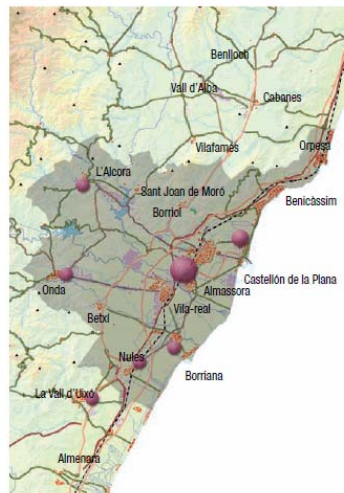 Benlloch
Vall d'Alba
Cabanes
Vilafames
Orpesa
L'Alcora
Sant Joan de Moró
Borriol
Benicàssim
Castellón de la Plana
Onda
Almassora
Vila-real
Betxí
Nules
Borriana
La Vall d'Uixó
Almenara